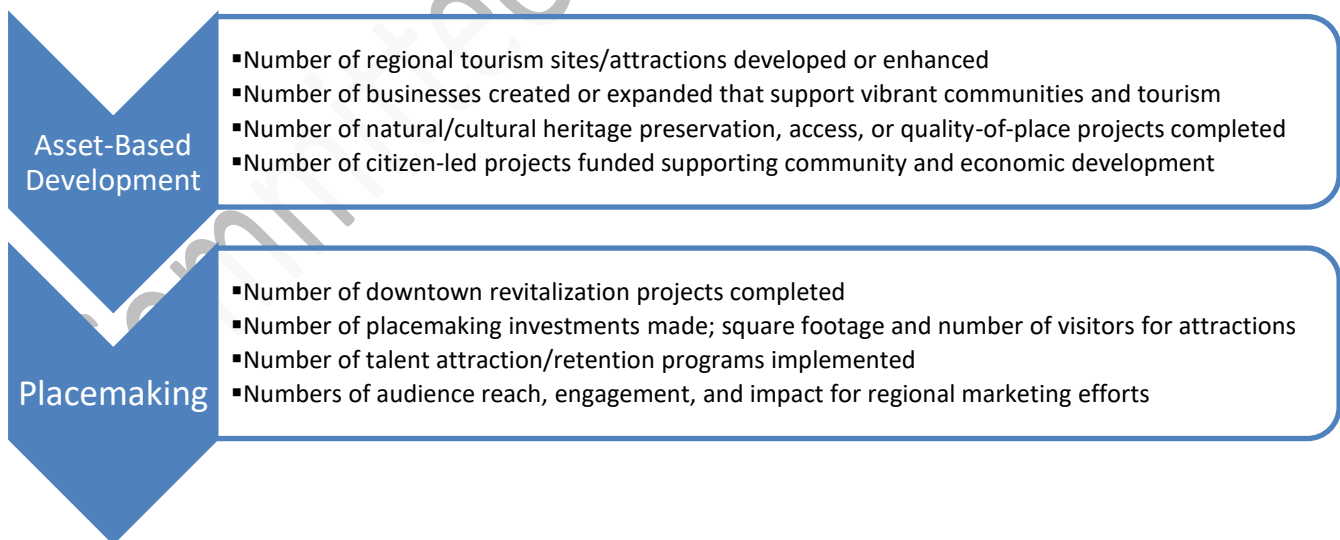 Asset-Based
Development
▪Number of regional tourism sites/attractions developed or enhanced
▪Number of businesses created or expanded that support vibrant communities and tourism
▪Number of natural/cultural heritage preservation, access, or quality-of-place projects completed
▪Number of citizen-led projects funded supporting community and economic development
Placemaking
▪Number of downtown revitalization projects completed
▪Number of placemaking investments made; square footage and number of visitors for attractions
▪Number of talent attraction/retention programs implemented
▪Numbers of audience reach, engagement, and impact for regional marketing efforts